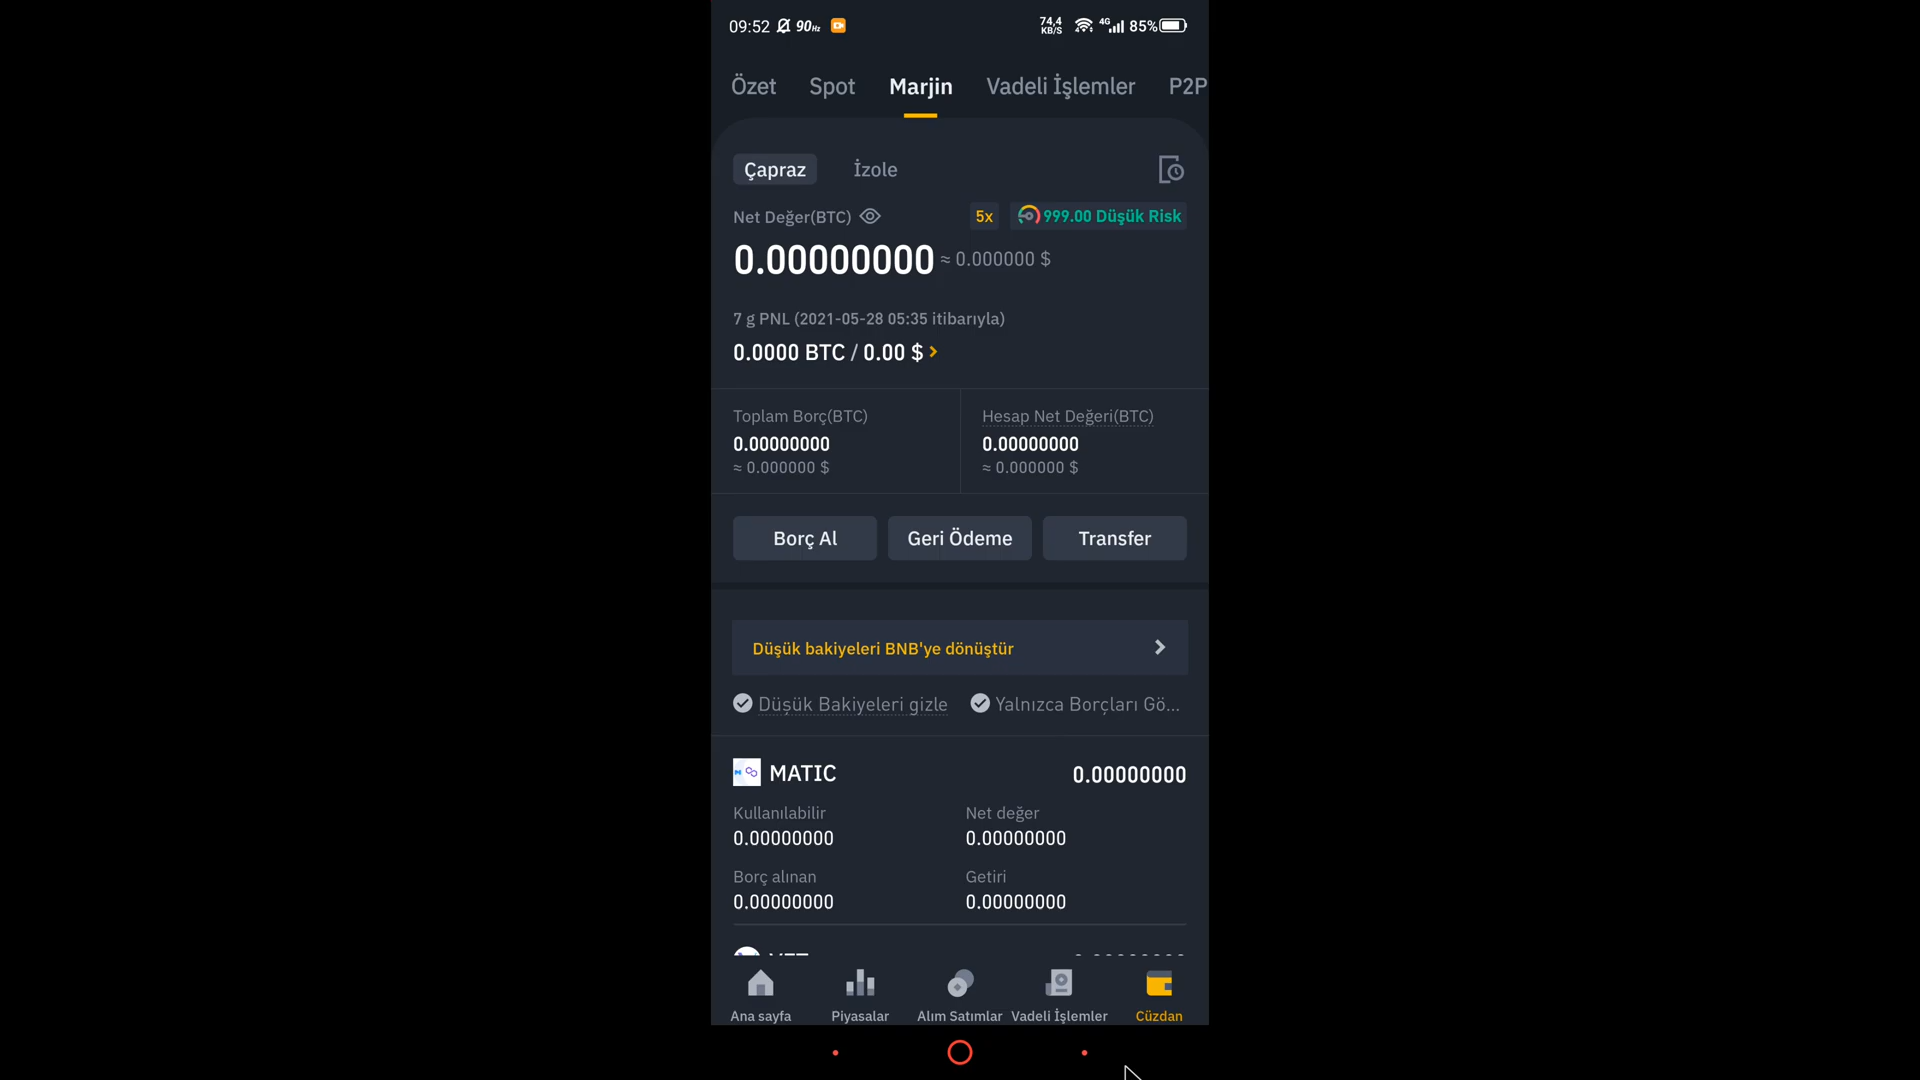 09:52 90Hz 74,4 KB/S 4G 85%
Özet Spot Marjin Vadeli İşlemler P2P
Çapraz İzole
Net Değer(BTC) 5x 999.00 Düşük Risk
0.00000000 ≈ 0.000000 $
7 g PNL (2021-05-28 05:35 itibarıyla)
0.0000 BTC / 0.00 $
Toplam Borç(BTC) Hesap Net Değeri(BTC)
0.00000000 0.00000000
≈ 0.000000 $ ≈ 0.000000 $
Borç Al Geri Ödeme Transfer
Düşük bakiyeleri BNB'ye dönüştür
Düşük Bakiyeleri gizle Yalnızca Borçları Gö...
MATIC 0.00000000
Kullanılabilir Net değer
0.00000000 0.00000000
Borç alınan Getiri
0.00000000 0.00000000
Ana sayfa Piyasalar Alım Satımlar Vadeli İşlemler Cüzdan